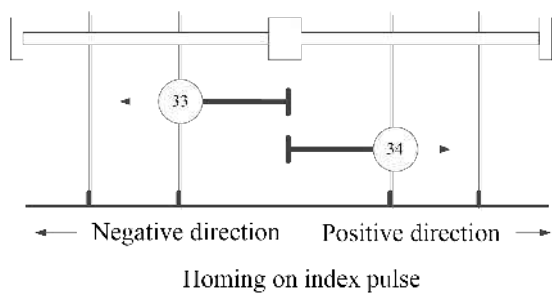 33
34
Negative direction
Positive direction
Homing on index pulse